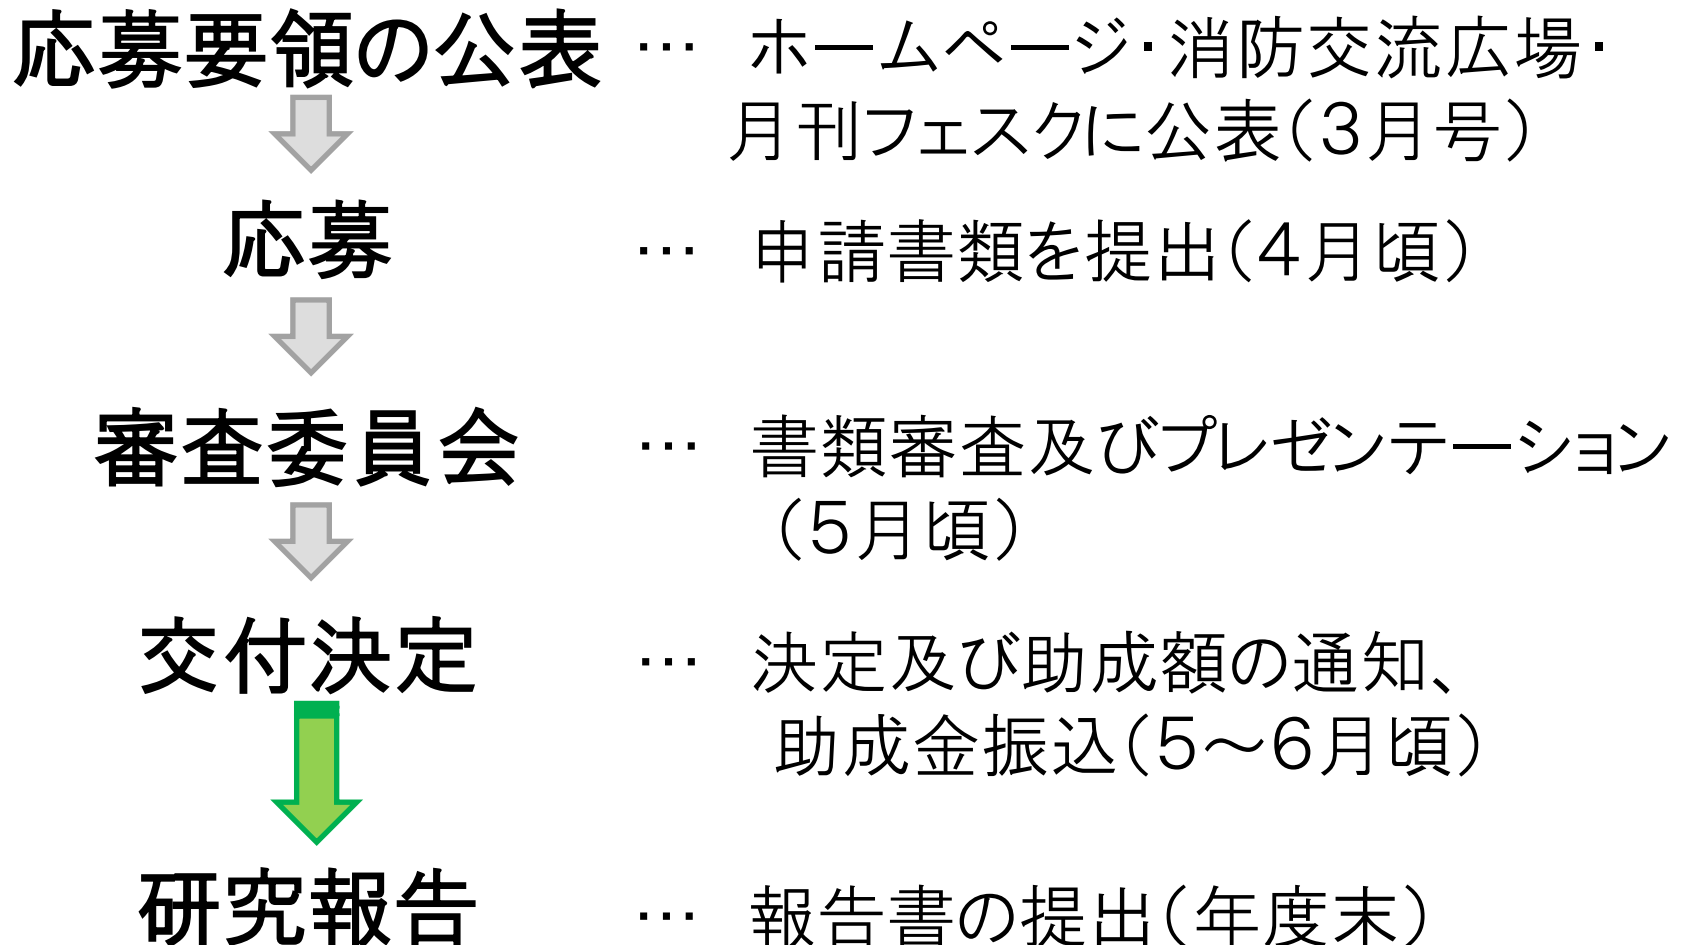 応募要領の公表 … ホームページ・消防交流広場・
月刊フェスクに公表（3月号）
応募 … 申請書類を提出（4月頃）
審査委員会 … 書類審査及びプレゼンテーション
（5月頃）
交付決定 … 決定及び助成額の通知、
助成金振込（5～6月頃）
研究報告 … 報告書の提出（年度末）